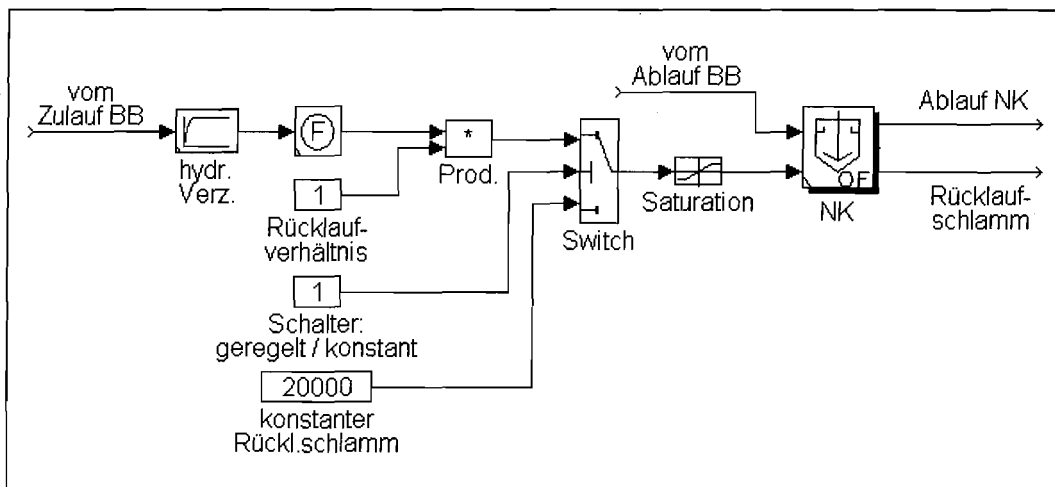 vom
Zulauf BB
hydr.
Verz.
F
1
Rücklauf-
verhältnis
*
Prod.
1
Schalter:
geregelt / konstant
20000
konstanter
Rückl.schlamm
Switch
Saturation
vom
Ablauf BB
OF
NK
Ablauf NK
Rücklauf-
schlamm